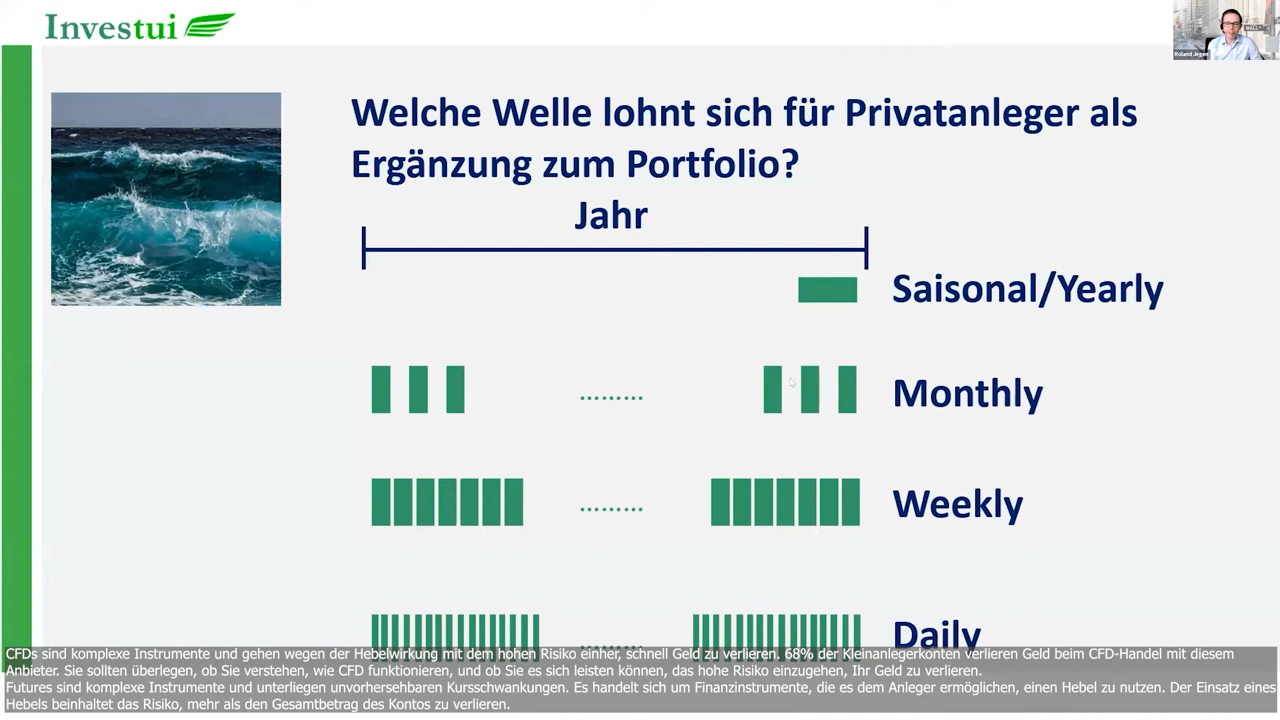 Investui
Roland Jegen
Welche Welle lohnt sich für Privatanleger als
Ergänzung zum Portfolio?
Jahr
Saisonal/Yearly
………
Monthly
………
Weekly
………
Daily
CFDs sind komplexe Instrumente und gehen wegen der Hebelwirkung mit dem hohen Risiko einher, schnell Geld zu verlieren. 68% der Kleinanlegerkonten verlieren Geld beim CFD-Handel mit diesem
Anbieter. Sie sollten überlegen, ob Sie verstehen, wie CFD funktionieren, und ob Sie es sich leisten können, das hohe Risiko einzugehen, Ihr Geld zu verlieren.
Futures sind komplexe Instrumente und unterliegen unvorhersehbaren Kursschwankungen. Es handelt sich um Finanzinstrumente, die es dem Anleger ermöglichen, einen Hebel zu nutzen. Der Einsatz eines
Hebels beinhaltet das Risiko, mehr als den Gesamtbetrag des Kontos zu verlieren.